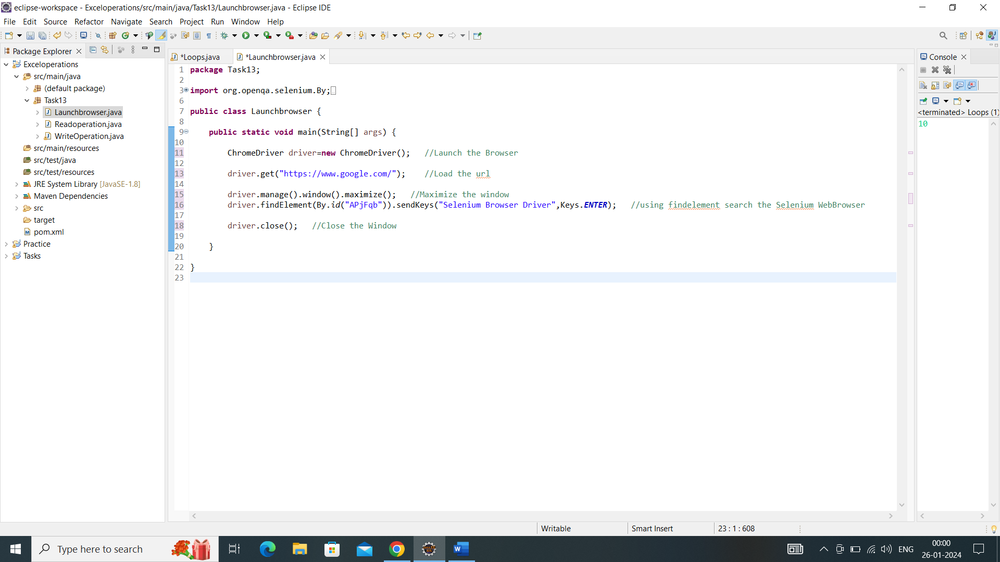 eclipse-workspace - Exceloperations/src/main/java/Task13/Launchbrowser.java - Eclipse IDE
File Edit Source Refactor Navigate Search Project Run Window Help
Package Explorer
Exceloperations
src/main/java
(default package)
Task13
Launchbrowser.java
Readoperation.java
WriteOperation.java
src/main/resources
src/test/java
src/test/resources
JRE System Library [JavaSE-1.8]
Maven Dependencies
src
target
pom.xml
Practice
Tasks
*Loops.java *Launchbrowser.java
1 package Task13;
2
3 import org.openqa.selenium.By;
6
7 public class Launchbrowser {
8
9 public static void main(String[] args) {
10
11 ChromeDriver driver=new ChromeDriver(); //Launch the Browser
12
13 driver.get("https://www.google.com/"); //Load the url
14
15 driver.manage().window().maximize(); //Maximize the window
16 driver.findElement(By.id("APjFqb")).sendKeys("Selenium Browser Driver",Keys.ENTER); //using findelement search the Selenium WebBrowser
17
18 driver.close(); //Close the Window
19
20 }
21
22 }
23
Console
<terminated> Loops (1)
10
Writable Smart Insert 23 : 1 : 608
Type here to search
ENG
00:00
26-01-2024